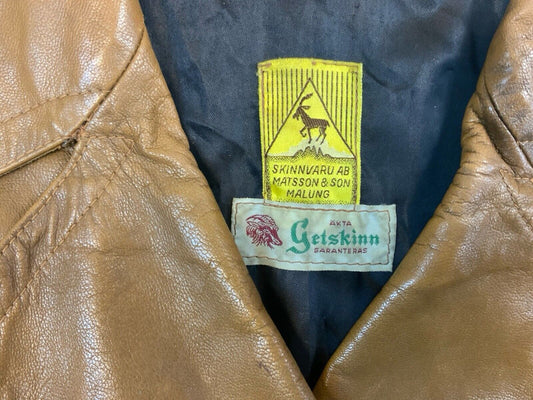 SKINNVARU AB
MATSSON & SON
MALUNG
ÄKTA
Getskinn
GARANTERAS